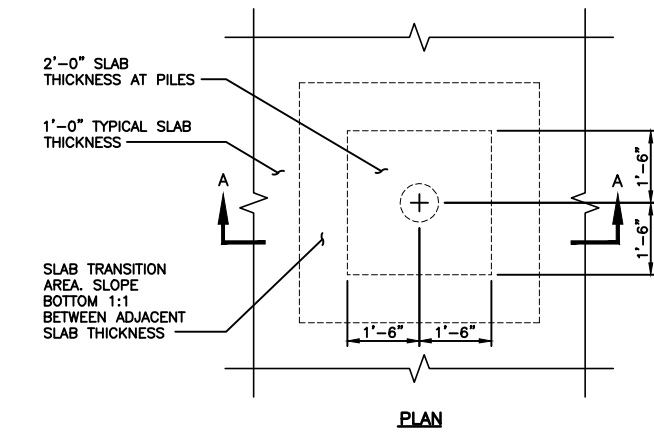 2'-0" SLAB
THICKNESS AT PILES
1'-0" TYPICAL SLAB
THICKNESS
A
A
1'-6"
1'-6"
SLAB TRANSITION
AREA. SLOPE
BOTTOM 1:1
BETWEEN ADJACENT
SLAB THICKNESS
1'-6"
1'-6"
PLAN